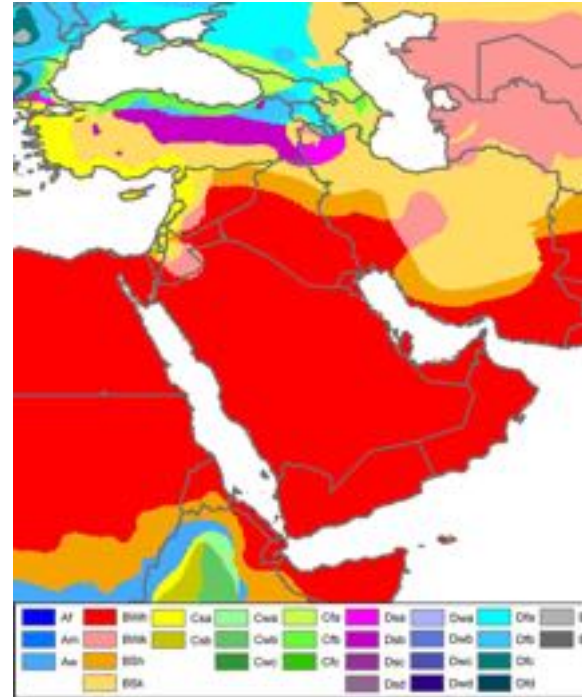 Af BWh Csa Cwa Cfa Dsa Dwa Dfa
Am BWk Csb Cwb Cfb Dsb Dwb Dfb
Aw BSh Cwc Cfc Dsc Dwc Dfc
BSk Dsd Dwd Dfd